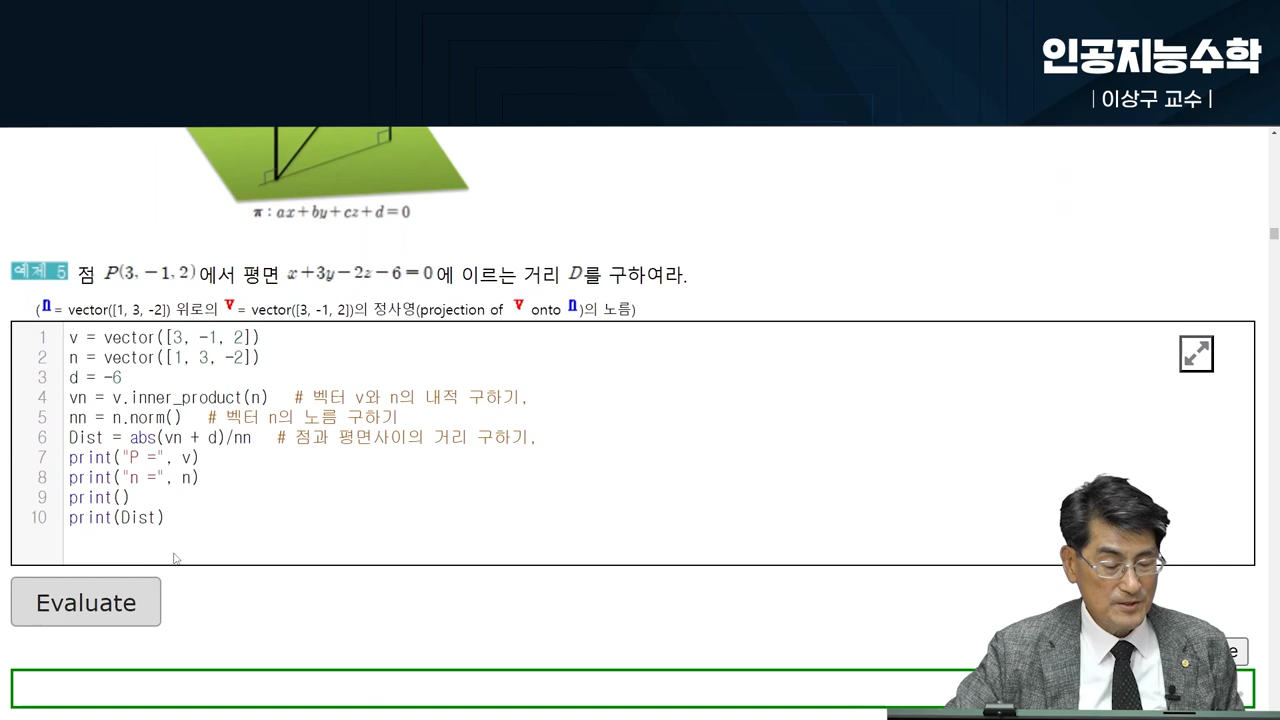 인공지능수학
| 이상구 교수 |
π : ax+by+cz+d=0
예제 5 점 P(3, −1, 2)에서 평면 x+3y−2z−6=0에 이르는 거리 D를 구하여라.
(n = vector([1, 3, -2]) 위로의 v = vector([3, -1, 2])의 정사영(projection of v onto n)의 노름)
1 v = vector([3, -1, 2])
2 n = vector([1, 3, -2])
3 d = -6
4 vn = v.inner_product(n) # 벡터 v와 n의 내적 구하기,
5 nn = n.norm() # 벡터 n의 노름 구하기
6 Dist = abs(vn + d)/nn # 점과 평면사이의 거리 구하기,
7 print("P =", v)
8 print("n =", n)
9 print()
10 print(Dist)
Evaluate